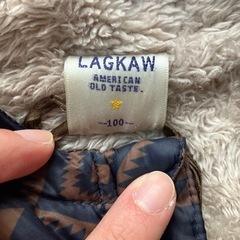 LAGKAW
AMERICAN
OLD TASTE.
-100-